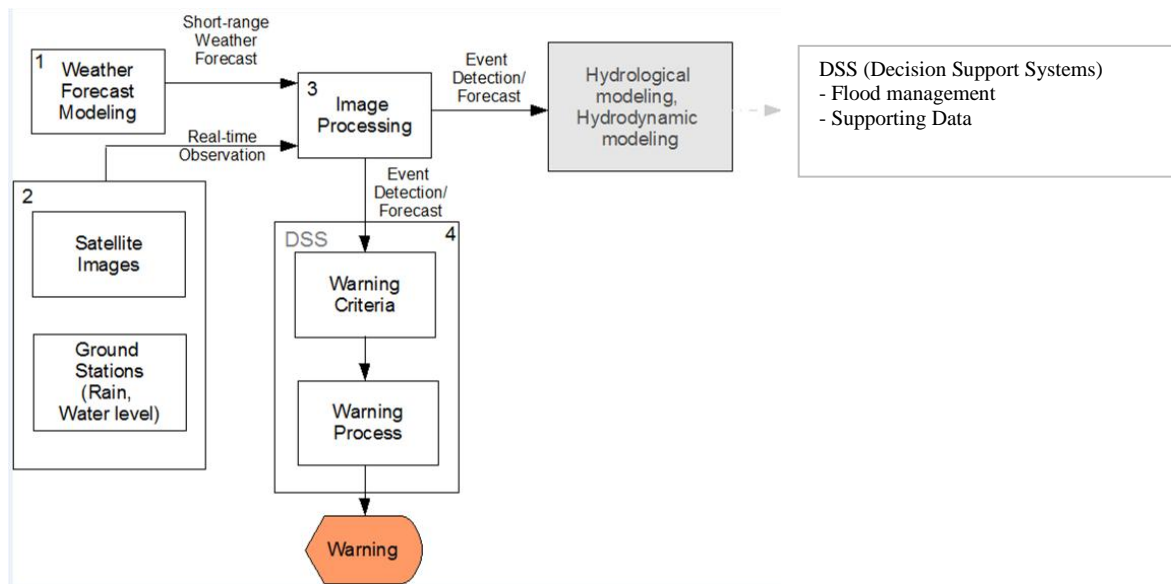 1
Weather
Forecast
Modeling
Short-range
Weather
Forecast
3
Image
Processing
Event
Detection/
Forecast
Hydrological
modeling,
Hydrodynamic
modeling
DSS (Decision Support Systems)
- Flood management
- Supporting Data
Real-time
Observation
2
Satellite
Images
Ground
Stations
(Rain,
Water level)
Event
Detection/
Forecast
DSS
4
Warning
Criteria
Warning
Process
Warning